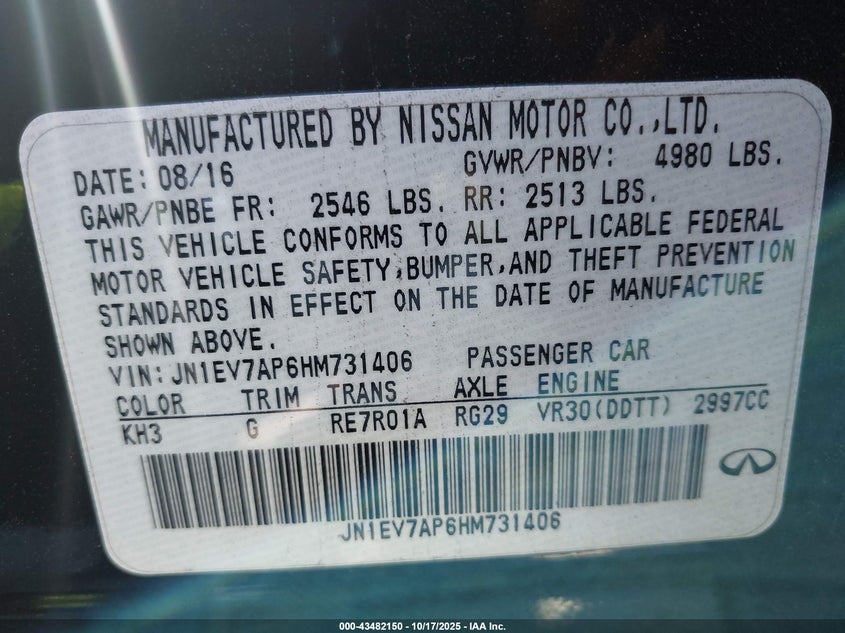 MANUFACTURED BY NISSAN MOTOR CO.,LTD.
DATE: 08/16 GVWR/PNBV: 4980 LBS.
GAWR/PNBE FR: 2546 LBS. RR: 2513 LBS.
THIS VEHICLE CONFORMS TO ALL APPLICABLE FEDERAL
MOTOR VEHICLE SAFETY,BUMPER,AND THEFT PREVENTION
STANDARDS IN EFFECT ON THE DATE OF MANUFACTURE
SHOWN ABOVE.
VIN: JN1EV7AP6HM731406 PASSENGER CAR
COLOR TRIM TRANS AXLE ENGINE
KH3 G RE7R01A RG29 VR30(DDTT) 2997CC
JN1EV7AP6HM731406
000-43482150 - 10/17/2025 - IAA Inc.